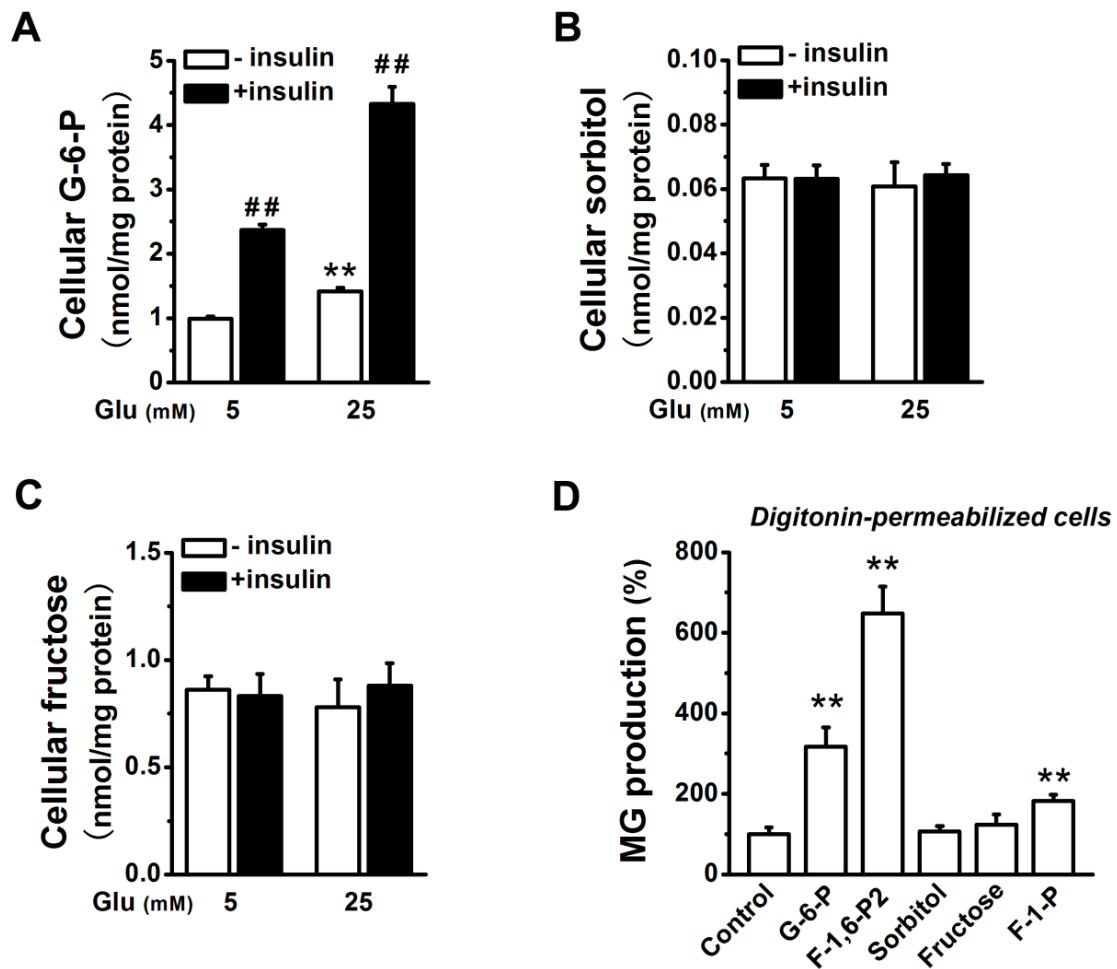 A
Cellular G-6-P
(nmol/mg protein)
- insulin
+insulin
5
4
3
2
1
0
##
**
##
Glu (mM) 5 25
B
Cellular sorbitol
(nmol/mg protein)
- insulin
+insulin
0.10
0.08
0.06
0.04
0.02
0.00
Glu (mM) 5 25
C
Cellular fructose
(nmol/mg protein)
- insulin
+insulin
1.5
1.0
0.5
0.0
Glu (mM) 5 25
D
Digitonin-permeabilized cells
MG production (%)
800
600
400
200
0
**
**
**
Control
G-6-P
F-1,6-P2
Sorbitol
Fructose
F-1-P